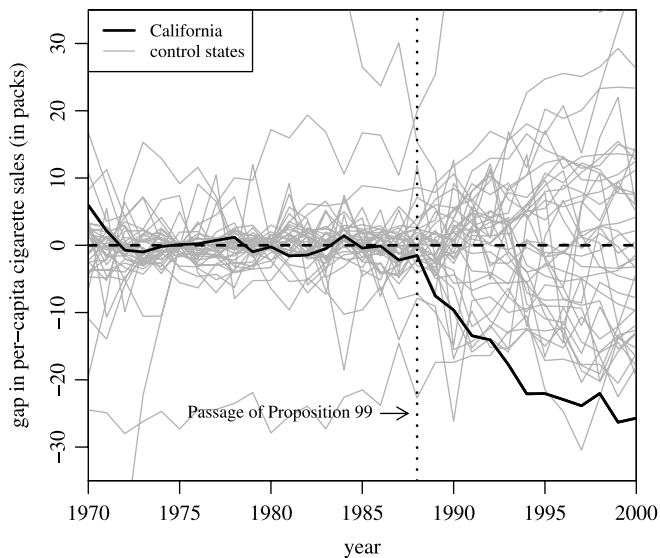 California
control states
gap in per−capita cigarette sales (in packs)
30
20
10
0
−10
−20
−30
Passage of Proposition 99
1970 1975 1980 1985 1990 1995 2000
year